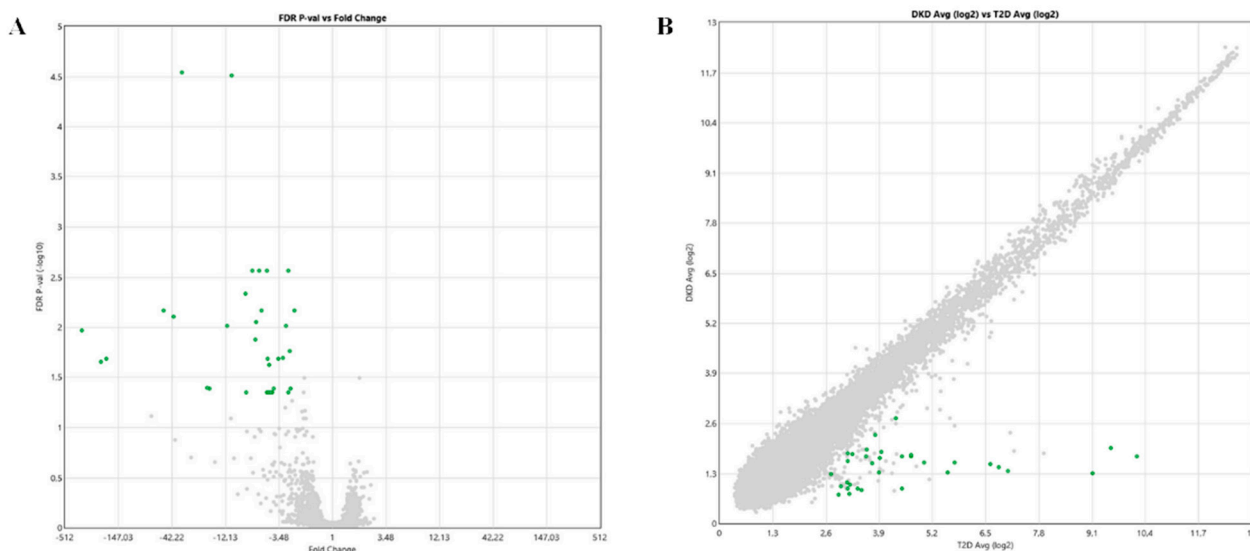 A
FDR P-val vs Fold Change
5
4.5
4
3.5
3
2.5
2
1.5
1
0.5
0
FDR P-val (-log10)
-512 -147.03 -42.22 -12.13 -3.48 1 3.48 12.13 42.22 147.03 512
Fold Change
B
DKD Avg (log2) vs T2D Avg (log2)
13
11.7
10.4
9.1
7.8
6.5
5.2
3.9
2.6
1.3
0
DKD Avg (log2)
0 1.3 2.6 3.9 5.2 6.5 7.8 9.1 10.4 11.7
T2D Avg (log2)